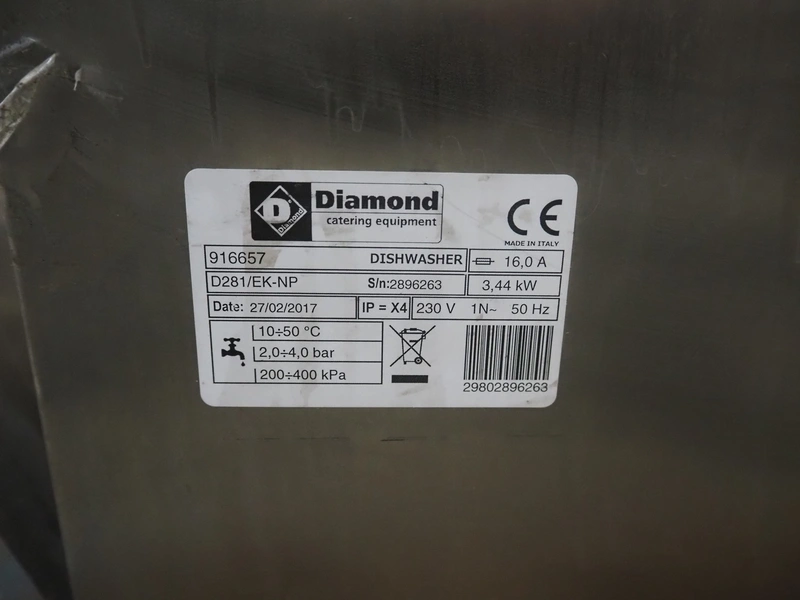 D
Diamond
Diamond
catering equipment
CE
MADE IN ITALY
916657 DISHWASHER 16,0 A
D281/EK-NP S/n:2896263 3,44 kW
Date: 27/02/2017 IP = X4 230 V 1N~ 50 Hz
10÷50 °C
2,0÷4,0 bar
200÷400 kPa
29802896263